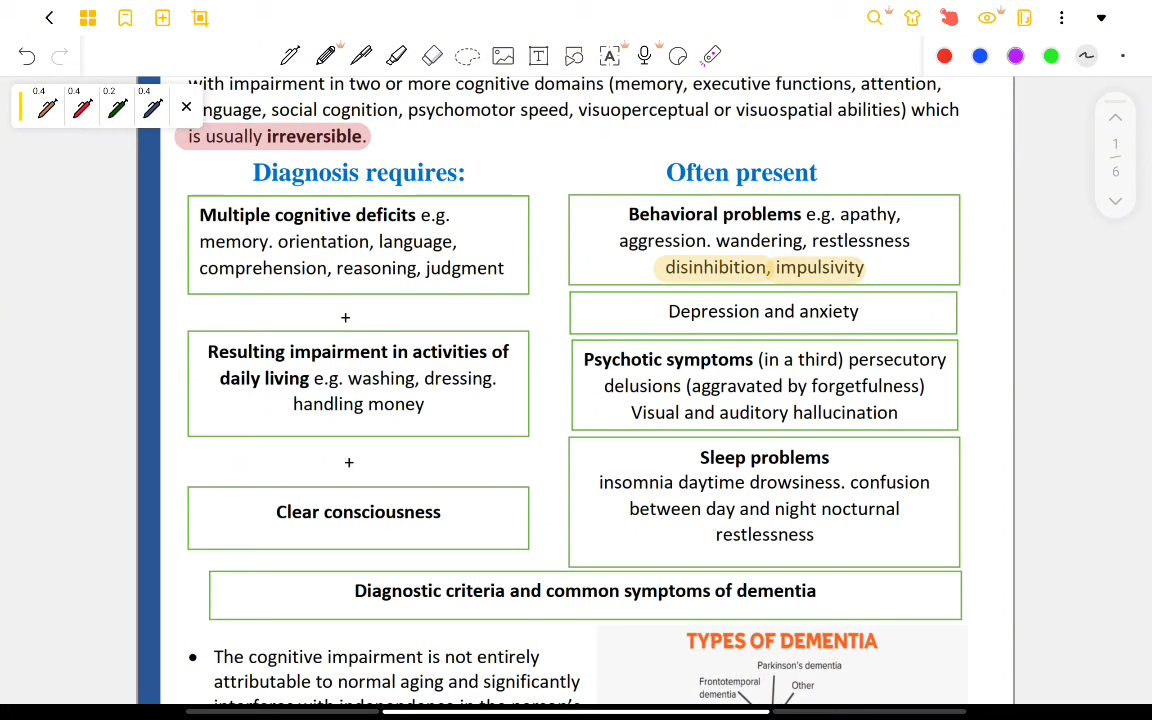 0.4 0.4 0.2 0.4
with impairment in two or more cognitive domains (memory, executive functions, attention,
social cognition, psychomotor speed, visuoperceptual or visuospatial abilities) which
is usually irreversible.
1
6
Diagnosis requires:
Multiple cognitive deficits e.g.
memory. orientation, language,
comprehension, reasoning, judgment
+
Resulting impairment in activities of
daily living e.g. washing, dressing.
handling money
+
Clear consciousness
Often present
Behavioral problems e.g. apathy,
aggression. wandering, restlessness
disinhibition, impulsivity
Depression and anxiety
Psychotic symptoms (in a third) persecutory
delusions (aggravated by forgetfulness)
Visual and auditory hallucination
Sleep problems
insomnia daytime drowsiness. confusion
between day and night nocturnal
restlessness
Diagnostic criteria and common symptoms of dementia
• The cognitive impairment is not entirely
attributable to normal aging and significantly
interfere with independence in the person's
TYPES OF DEMENTIA
Parkinson's dementia
Frontotemporal
dementia
Other